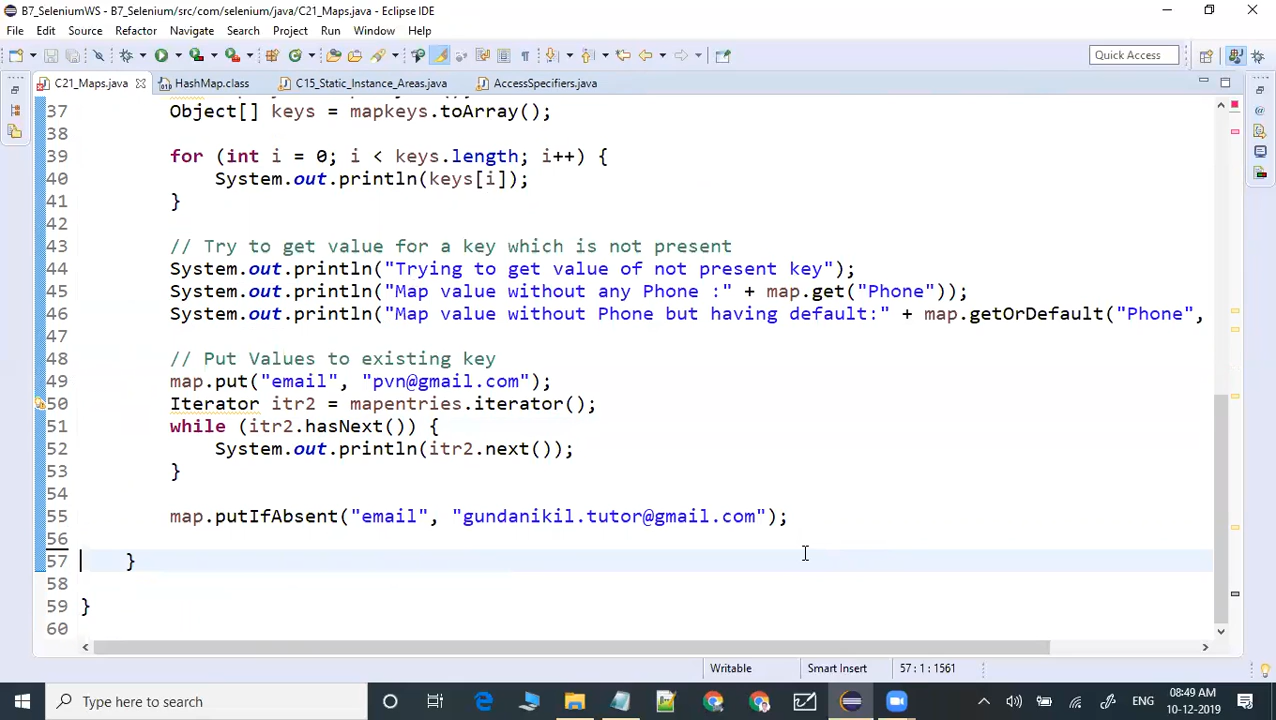 B7_SeleniumWS - B7_Selenium/src/com/selenium/java/C21_Maps.java - Eclipse IDE
File Edit Source Refactor Navigate Search Project Run Window Help
Quick Access
C21_Maps.java HashMap.class C15_Static_Instance_Areas.java AccessSpecifiers.java
37 Object[] keys = mapkeys.toArray();
38
39 for (int i = 0; i < keys.length; i++) {
40 System.out.println(keys[i]);
41 }
42
43 // Try to get value for a key which is not present
44 System.out.println("Trying to get value of not present key");
45 System.out.println("Map value without any Phone :" + map.get("Phone"));
46 System.out.println("Map value without Phone but having default:" + map.getOrDefault("Phone",
47
48 // Put Values to existing key
49 map.put("email", "pvn@gmail.com");
50 Iterator itr2 = mapentries.iterator();
51 while (itr2.hasNext()) {
52 System.out.println(itr2.next());
53 }
54
55 map.putIfAbsent("email", "gundanikil.tutor@gmail.com");
56
57 }
58
59 }
60
Writable Smart Insert 57 : 1 : 1561
Type here to search
ENG
08:49 AM
10-12-2019